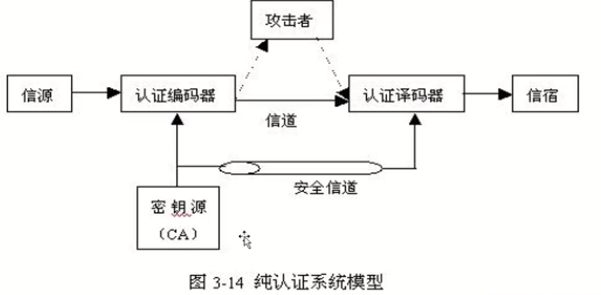 攻击者
信源
认证编码器
认证译码器
信宿
信道
安全信道
密钥源
（CA）
图 3-14 纯认证系统模型